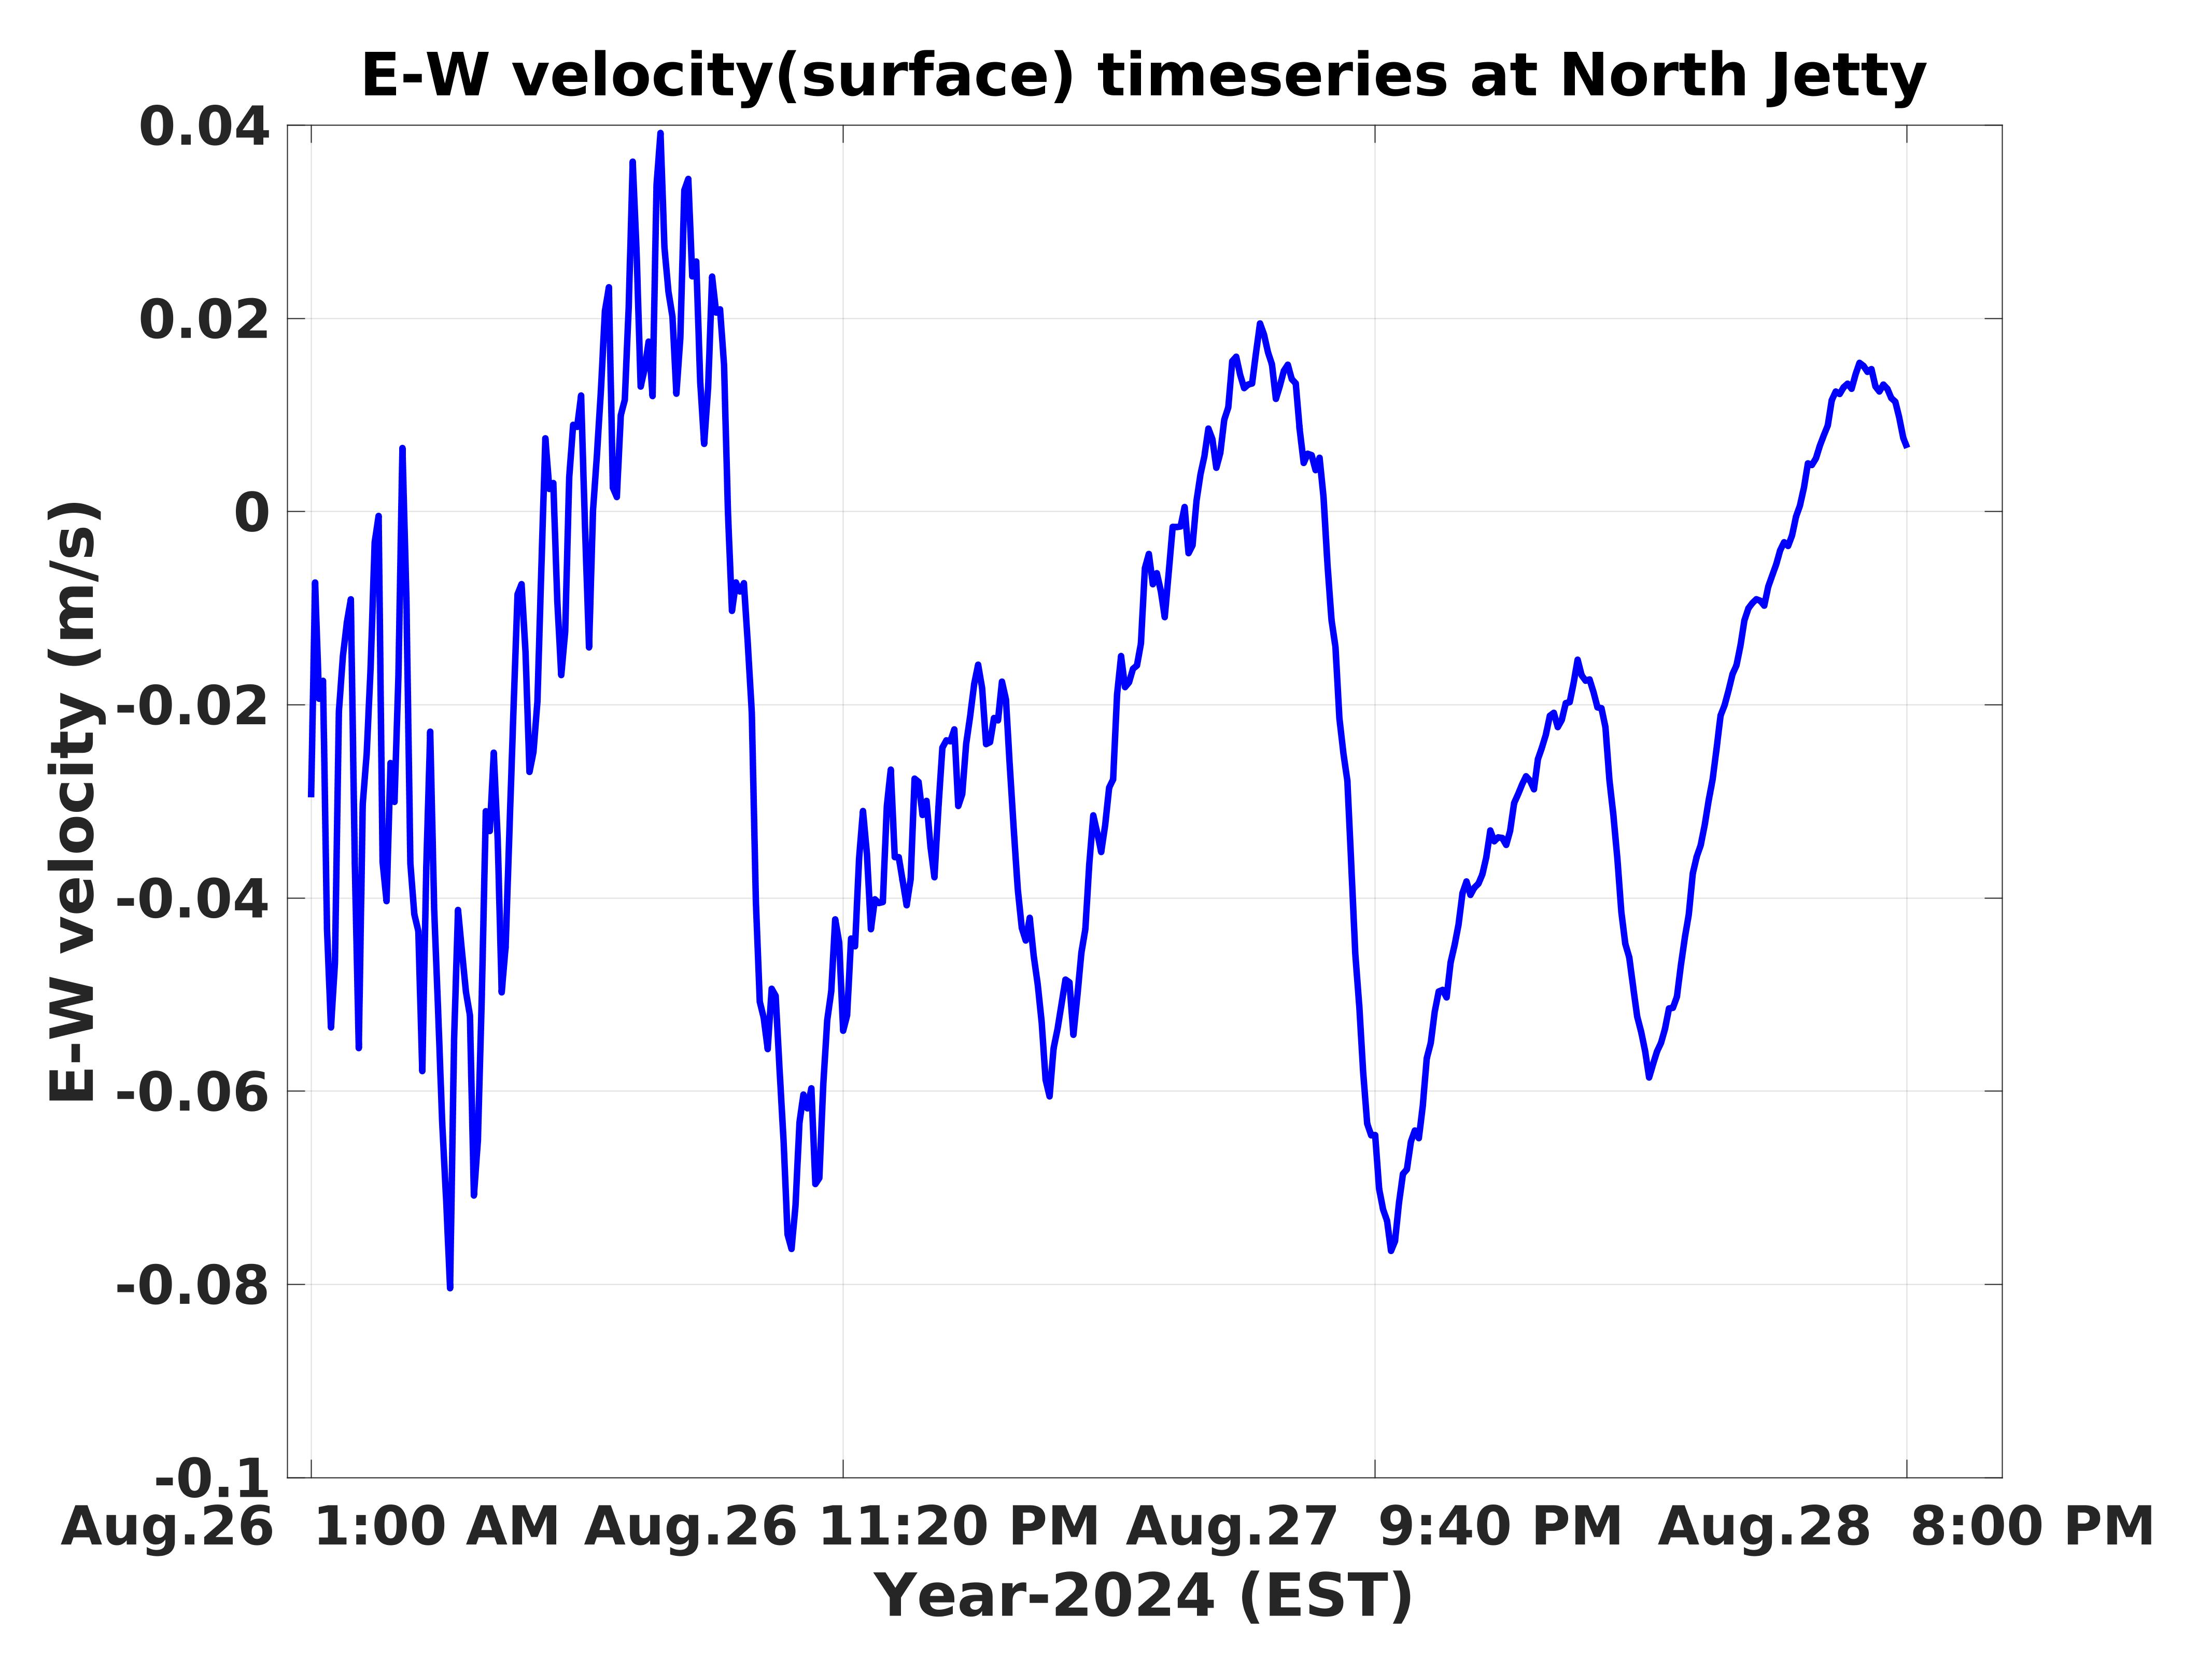 E-W velocity(surface) timeseries at North Jetty
0.04
0.02
0
-0.02
-0.04
-0.06
-0.08
-0.1
E-W velocity (m/s)
Aug.26 1:00 AM Aug.26 11:20 PM Aug.27 9:40 PM Aug.28 8:00 PM
Year-2024 (EST)